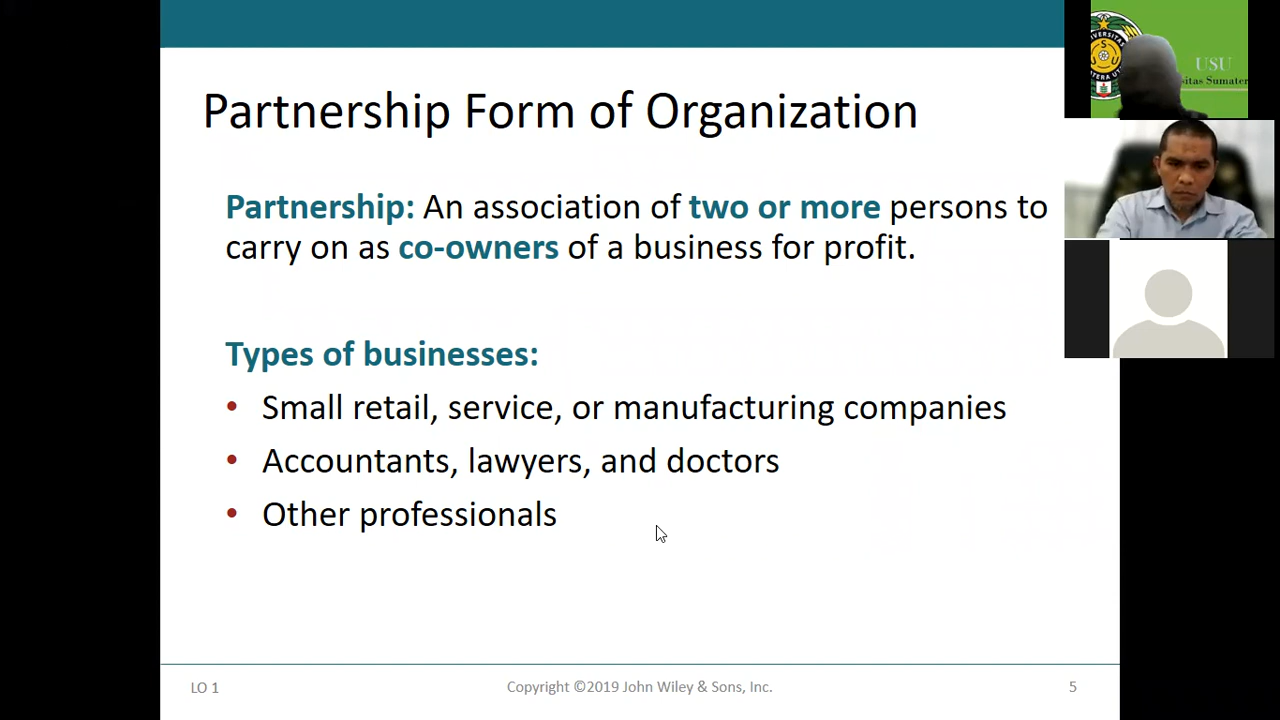 Partnership Form of Organization
Partnership: An association of two or more persons to
carry on as co-owners of a business for profit.
Types of businesses:
• Small retail, service, or manufacturing companies
• Accountants, lawyers, and doctors
• Other professionals
LO 1
Copyright ©2019 John Wiley & Sons, Inc.
5
USU
sitas Sumater